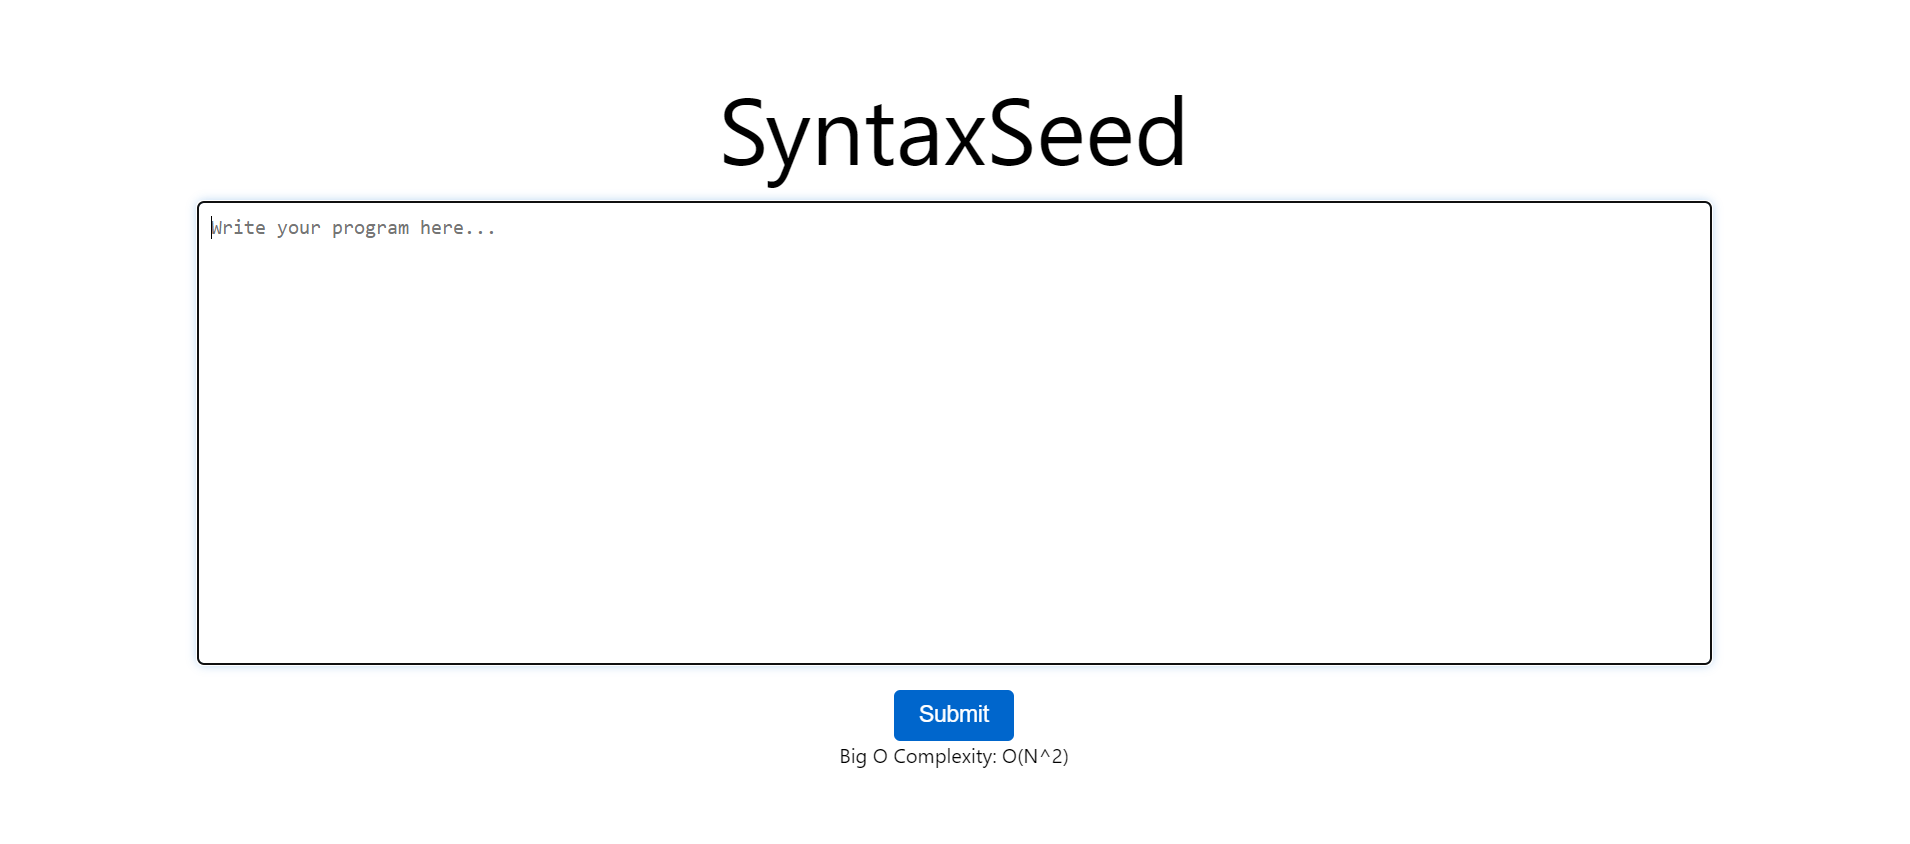 SyntaxSeed
Write your program here...
Submit
Big O Complexity: O(N^2)